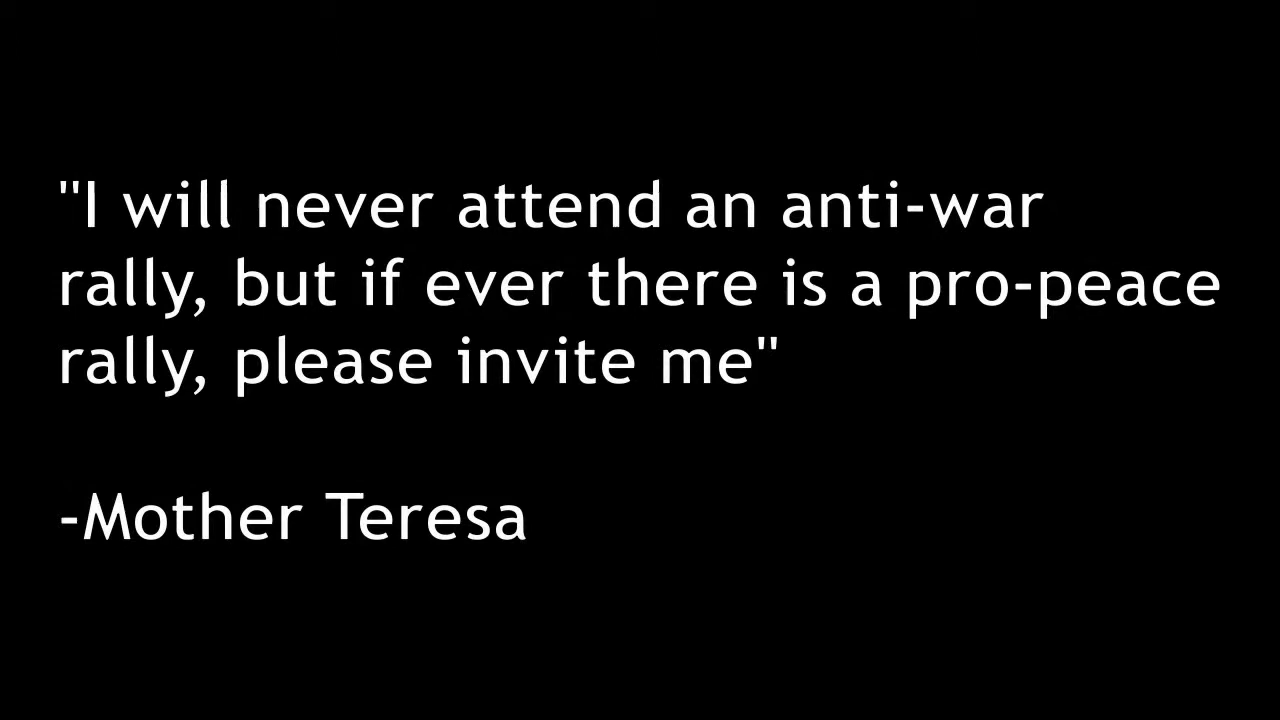 "I will never attend an anti-war
rally, but if ever there is a pro-peace
rally, please invite me"
-Mother Teresa